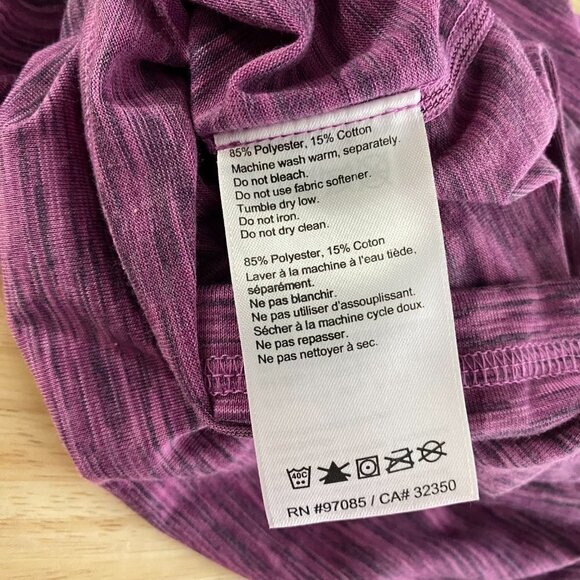 85% Polyester, 15% Cotton
Machine wash warm, separately.
Do not bleach.
Do not use fabric softener.
Tumble dry low.
Do not iron.
Do not dry clean.
85% Polyester, 15% Coton
Laver à la machine à l'eau tiède,
séparément.
Ne pas blanchir.
Ne pas utiliser d'assouplissant.
Sécher à la machine cycle doux.
Ne pas repasser.
Ne pas nettoyer à sec.
40C
RN #97085 / CA# 32350